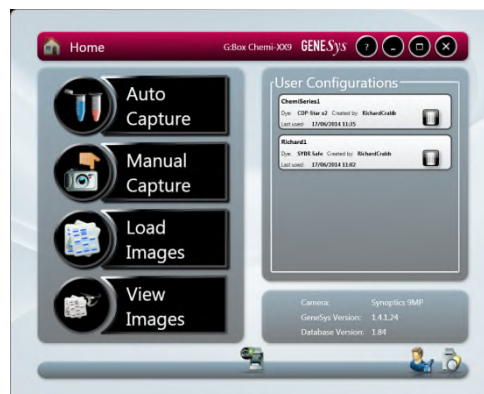 Home
G:Box Chemi-XX9 GENESys ?
Auto
Capture
Manual
Capture
Load
Images
View
Images
User Configurations
ChemiSeries1
Dye: CDP-Star x2 Created by: RichardCrabb
Last used: 17/06/2014 11:35
Richard1
Dye: SYBR Safe Created by: RichardCrabb
Last used: 17/06/2014 11:02
Camera: Synoptics 9MP
GeneSys Version: 1.4.1.24
Database Version: 1.84